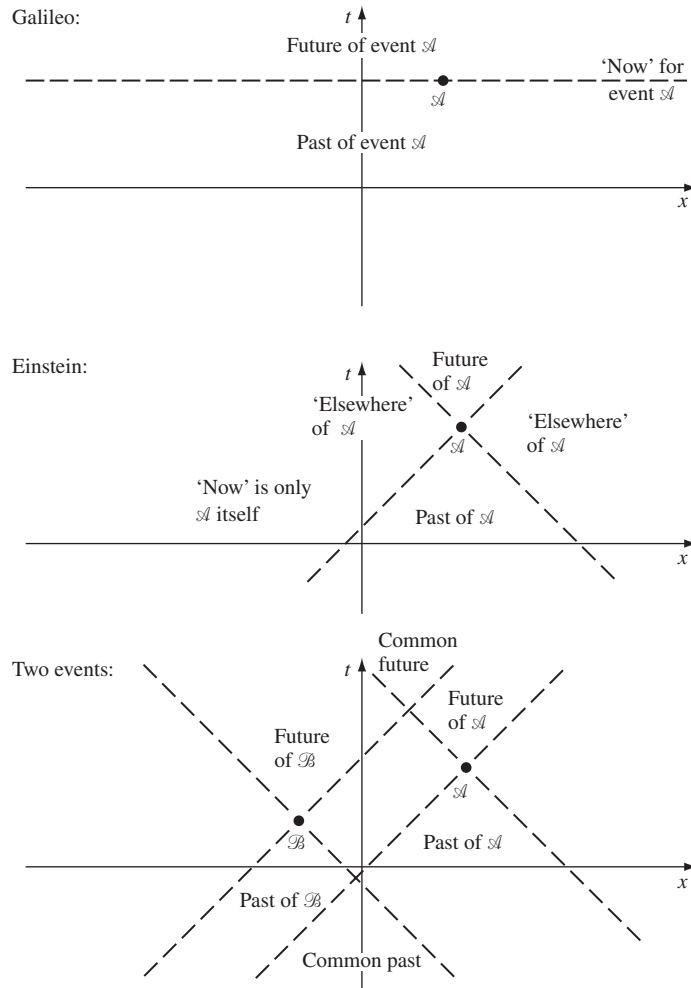 Galileo:
t
Future of event 𝒜
'Now' for
event 𝒜
𝒜
Past of event 𝒜
x
Einstein:
t
Future
of 𝒜
'Elsewhere'
of 𝒜
'Elsewhere'
of 𝒜
𝒜
'Now' is only
𝒜 itself
Past of 𝒜
x
Two events:
t
Common
future
Future
of 𝒜
Future
of ℬ
𝒜
ℬ
Past of 𝒜
x
Past of ℬ
Common past